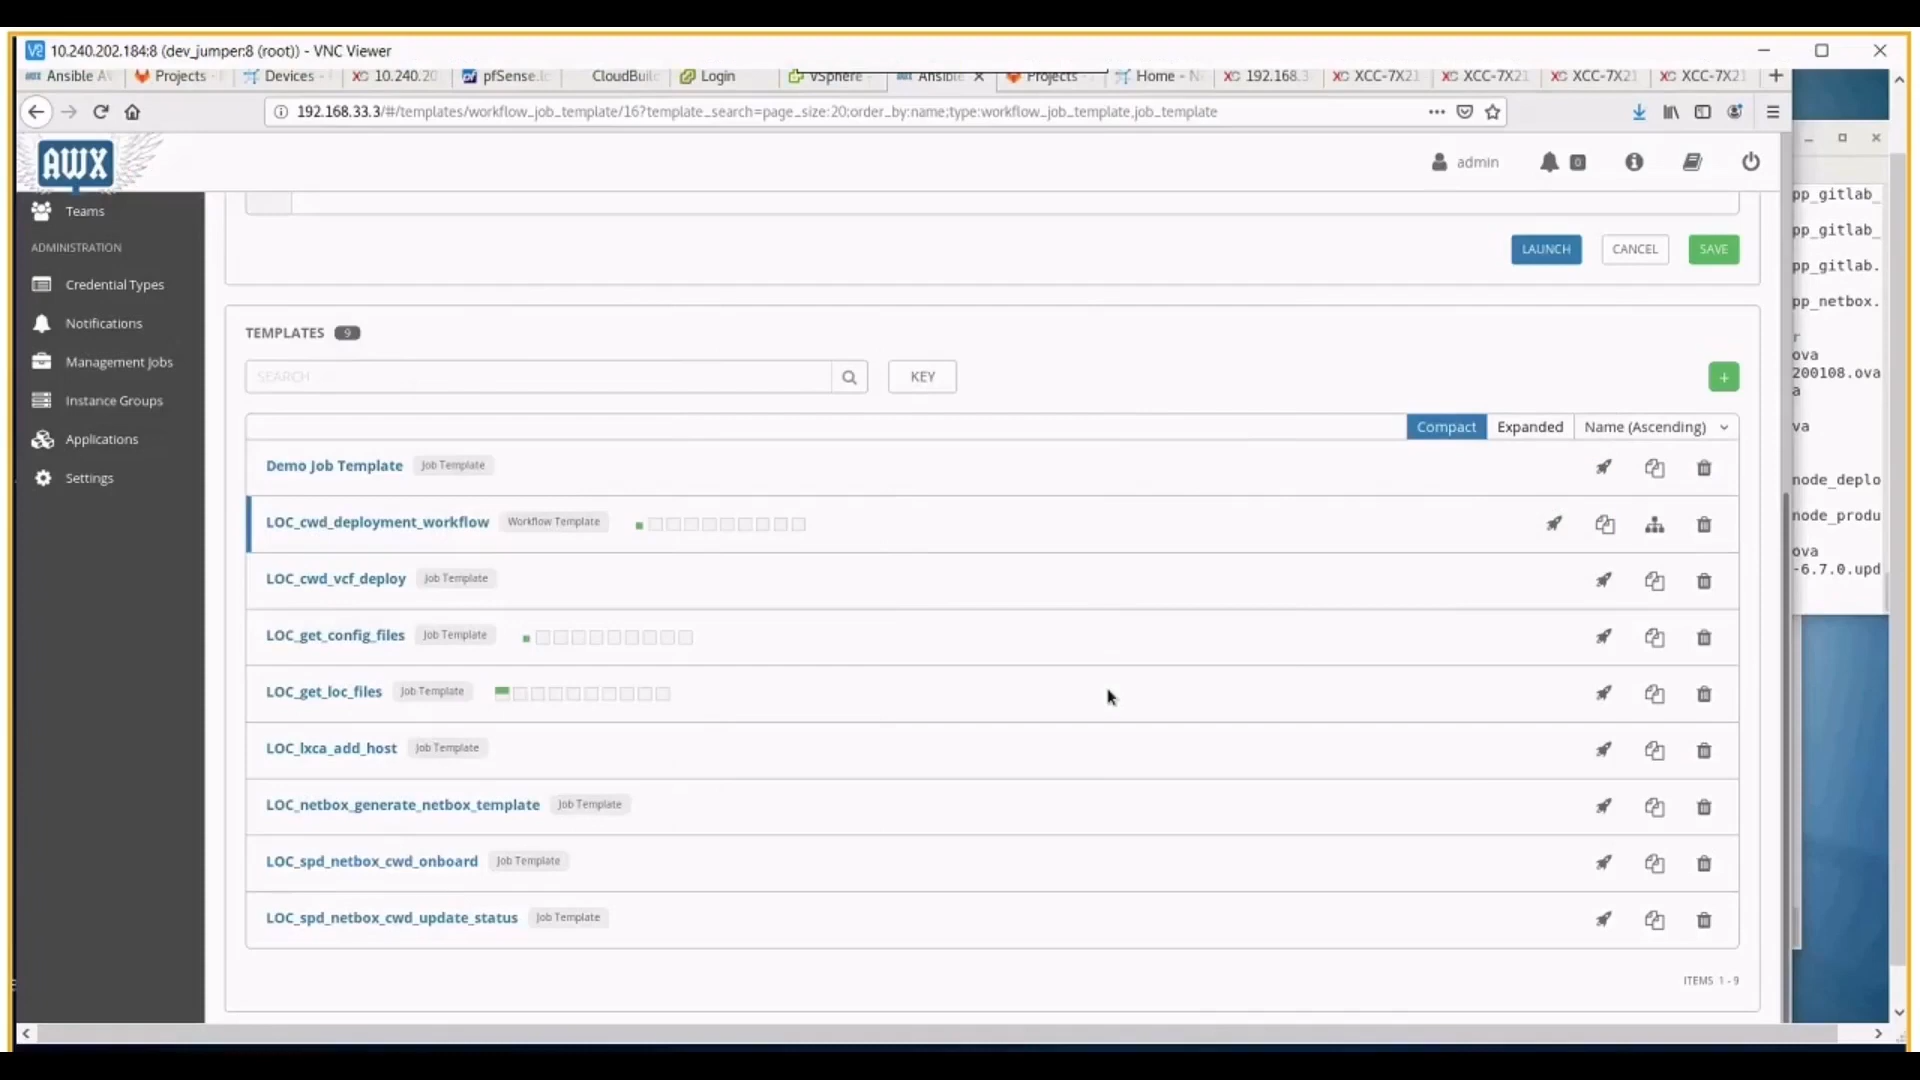 10.240.202.184:8 (dev_jumper:8 (root)) - VNC Viewer
Ansible A
Projects -
Devices -
10.240.20
pfSense.lo
CloudBuil
Login
vSphere -
Ansible
Projects -
Home - N
192.168.3
XCC-7X21
XCC-7X21
XCC-7X21
XCC-7X21
192.168.33.3/#/templates/workflow_job_template/16?template_search=page_size:20;order_by:name;type:workflow_job_template,job_template
AWX
admin
0
Teams
ADMINISTRATION
Credential Types
Notifications
Management Jobs
Instance Groups
Applications
Settings
LAUNCH
CANCEL
SAVE
TEMPLATES 9
SEARCH
KEY
+
Compact
Expanded
Name (Ascending)
Demo Job Template Job Template
LOC_cwd_deployment_workflow Workflow Template
LOC_cwd_vcf_deploy Job Template
LOC_get_config_files Job Template
LOC_get_loc_files Job Template
LOC_lxca_add_host Job Template
LOC_netbox_generate_netbox_template Job Template
LOC_spd_netbox_cwd_onboard Job Template
LOC_spd_netbox_cwd_update_status Job Template
ITEMS 1 - 9
pp_gitlab_
pp_gitlab_
pp_gitlab.
pp_netbox.
r
ova
200108.ova
a
va
node_deplo
node_produ
ova
-6.7.0.upd